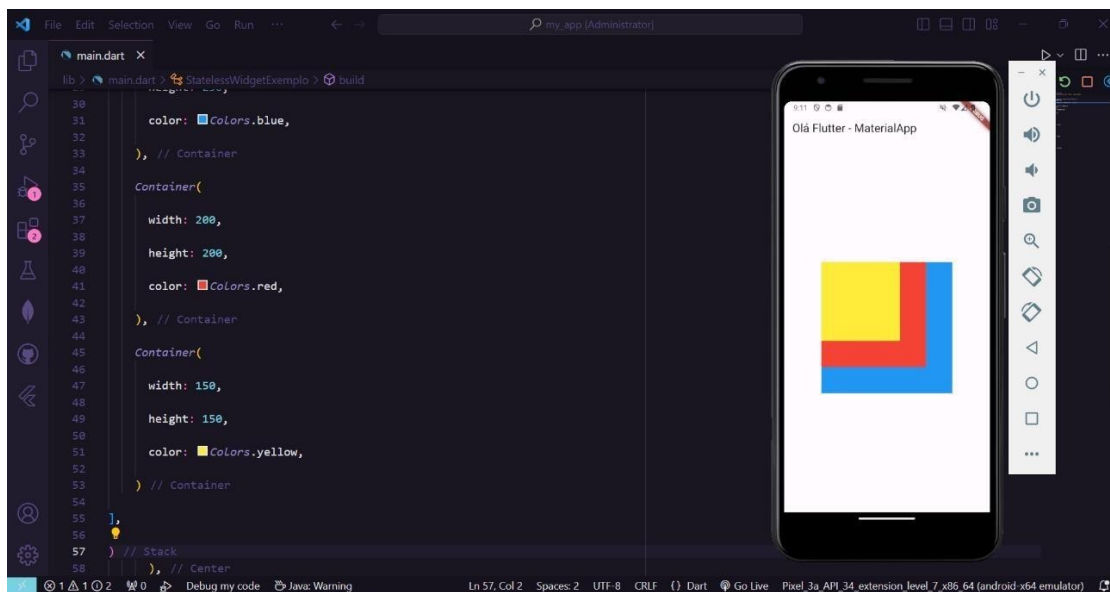 File Edit Selection View Go Run ··· my_app (Administrator)
main.dart
lib > main.dart > StatelessWidgetExemplo > build
30
31 color: Colors.blue,
32
33 ), // Container
34
35 Container(
36
37 width: 200,
38
39 height: 200,
40
41 color: Colors.red,
42
43 ), // Container
44
45 Container(
46
47 width: 150,
48
49 height: 150,
50
51 color: Colors.yellow,
52
53 ) // Container
54
55 ],
56
57 ) // Stack
58 ), // Center
1
2
9:11
Olá Flutter - MaterialApp
1 1 2 0 Debug my code Java: Warning Ln 57, Col 2 Spaces: 2 UTF-8 CRLF {} Dart Go Live Pixel_3a_API_34_extension_level_7_x86_64 (android-x64 emulator)